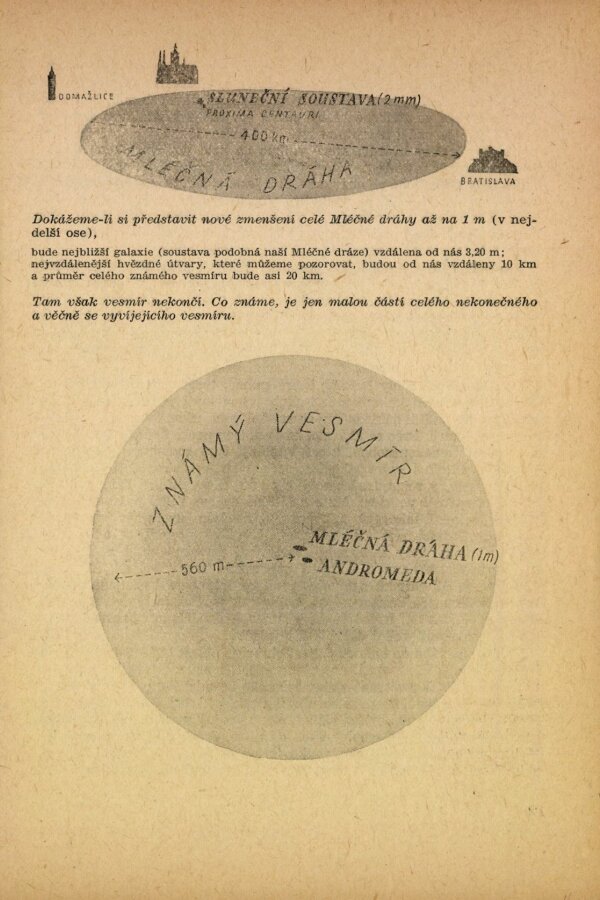 DOMAŽLICE
SLUNEČNÍ SOUSTAVA (2 mm)
PROXIMA CENTAURI
400 km
MLÉČNÁ DRÁHA
BRATISLAVA
Dokážeme-li si představit nové zmenšení celé Mléčné dráhy až na 1 m (v nej-
delší ose),
bude nejbližší galaxie (soustava podobná naší Mléčné dráze) vzdálena od nás 3,20 m;
nejvzdálenější hvězdné útvary, které můžeme pozorovat, budou od nás vzdáleny 10 km
a průměr celého známého vesmíru bude asi 20 km.
Tam však vesmír nekončí. Co známe, je jen malou částí celého nekonečného
a věčně se vyvíjejícího vesmíru.
ZNÁMÝ VESMÍR
MLÉČNÁ DRÁHA (1m)
560 m
ANDROMEDA